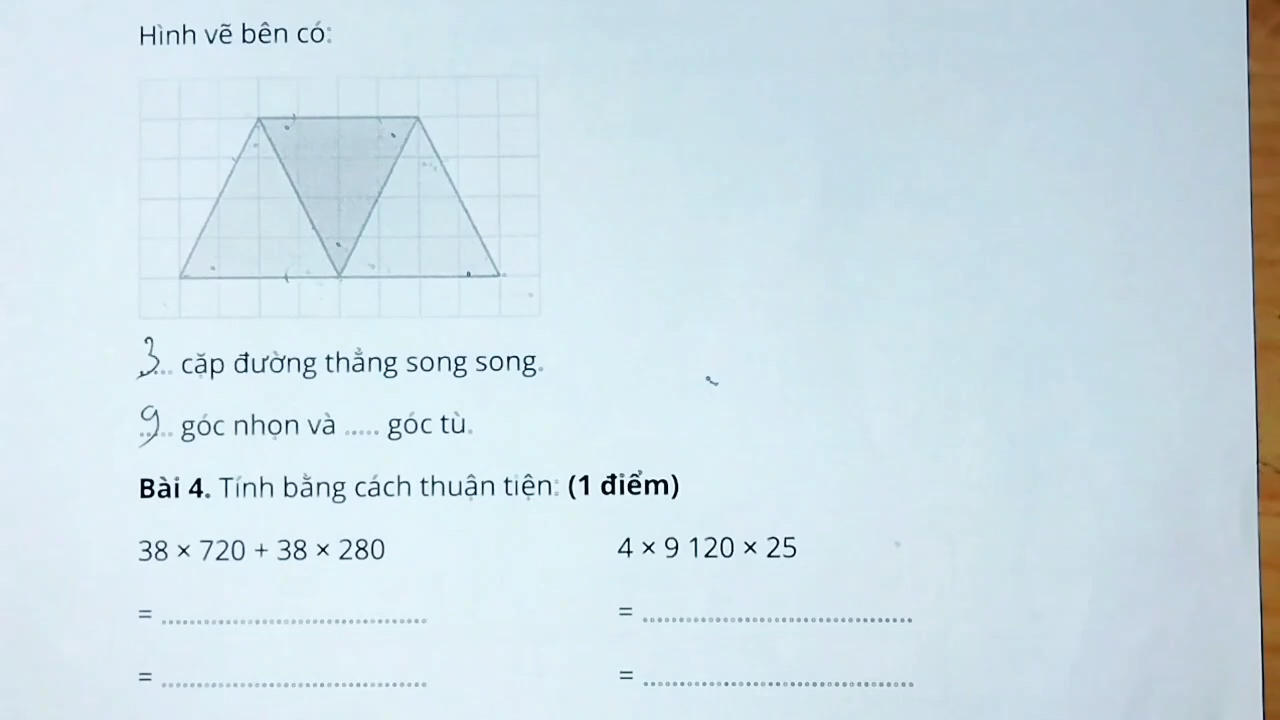 Hình vẽ bên có:
3... cặp đường thẳng song song.
9... góc nhọn và ..... góc tù.
Bài 4. Tính bằng cách thuận tiện: (1 điểm)
38 × 720 + 38 × 280 4 × 9 120 × 25
= ...................................... = ......................................
= ...................................... = ......................................